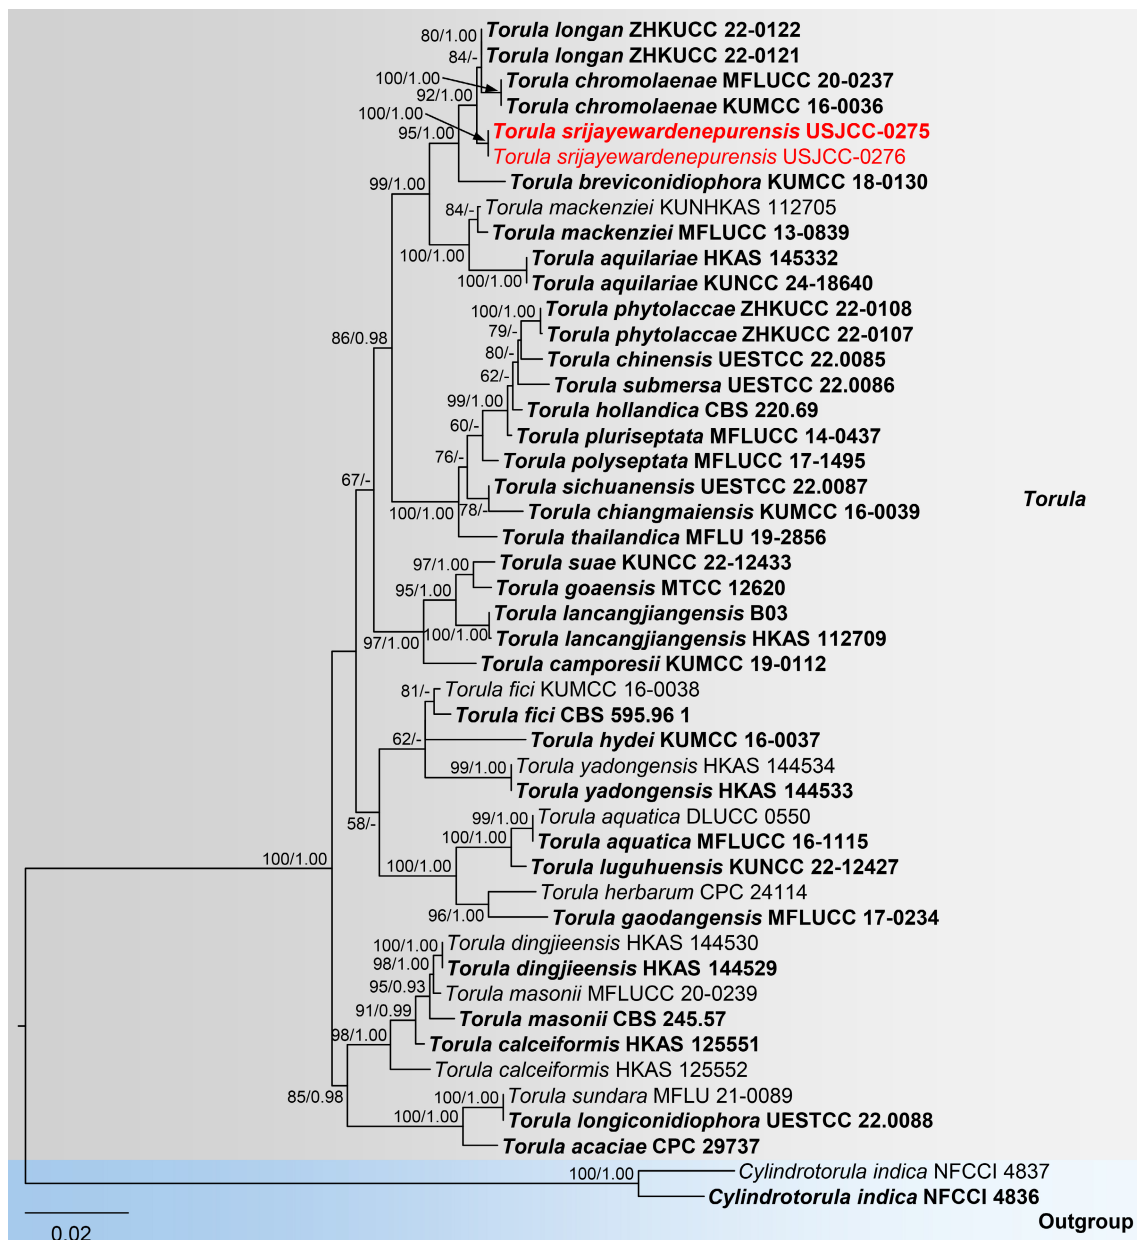 80/1.00
Torula longan ZHKUCC 22-0122
84/-
Torula longan ZHKUCC 22-0121
100/1.00
Torula chromolaenae MFLUCC 20-0237
92/1.00
Torula chromolaenae KUMCC 16-0036
100/1.00
95/1.00
Torula srijayewardenepurensis USJCC-0275
Torula srijayewardenepurensis USJCC-0276
99/1.00
Torula breviconidiophora KUMCC 18-0130
84/-
Torula mackenziei KUNHKAS 112705
Torula mackenziei MFLUCC 13-0839
100/1.00
Torula aquilariae HKAS 145332
100/1.00
Torula aquilariae KUNCC 24-18640
100/1.00
Torula phytolaccae ZHKUCC 22-0108
79/-
Torula phytolaccae ZHKUCC 22-0107
86/0.98
80/-
Torula chinensis UESTCC 22.0085
62/-
Torula submersa UESTCC 22.0086
99/1.00
Torula hollandica CBS 220.69
60/-
Torula pluriseptata MFLUCC 14-0437
76/-
Torula polyseptata MFLUCC 17-1495
67/-
Torula sichuanensis UESTCC 22.0087
Torula
100/1.00
78/-
Torula chiangmaiensis KUMCC 16-0039
Torula thailandica MFLU 19-2856
97/1.00
Torula suae KUNCC 22-12433
95/1.00
Torula goaensis MTCC 12620
Torula lancangjiangensis B03
97/1.00
100/1.00
Torula lancangjiangensis HKAS 112709
Torula camporesii KUMCC 19-0112
81/-
Torula fici KUMCC 16-0038
Torula fici CBS 595.96 1
62/-
Torula hydei KUMCC 16-0037
99/1.00
Torula yadongensis HKAS 144534
Torula yadongensis HKAS 144533
58/-
99/1.00
Torula aquatica DLUCC 0550
100/1.00
Torula aquatica MFLUCC 16-1115
100/1.00
100/1.00
Torula luguhuensis KUNCC 22-12427
Torula herbarum CPC 24114
96/1.00
Torula gaodangensis MFLUCC 17-0234
100/1.00
Torula dingjieensis HKAS 144530
98/1.00
Torula dingjieensis HKAS 144529
95/0.93
Torula masonii MFLUCC 20-0239
91/0.99
Torula masonii CBS 245.57
98/1.00
Torula calceiformis HKAS 125551
Torula calceiformis HKAS 125552
85/0.98
100/1.00
Torula sundara MFLU 21-0089
100/1.00
Torula longiconidiophora UESTCC 22.0088
Torula acaciae CPC 29737
100/1.00
Cylindrotorula indica NFCCI 4837
Cylindrotorula indica NFCCI 4836
Outgroup
0.02